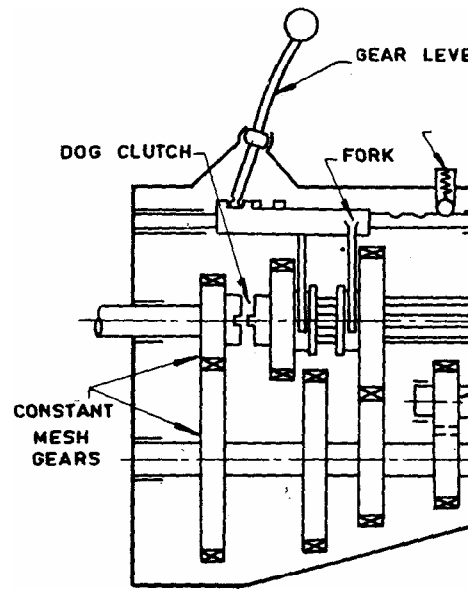 GEAR LEVE
DOG CLUTCH
FORK
CONSTANT
MESH
GEARS